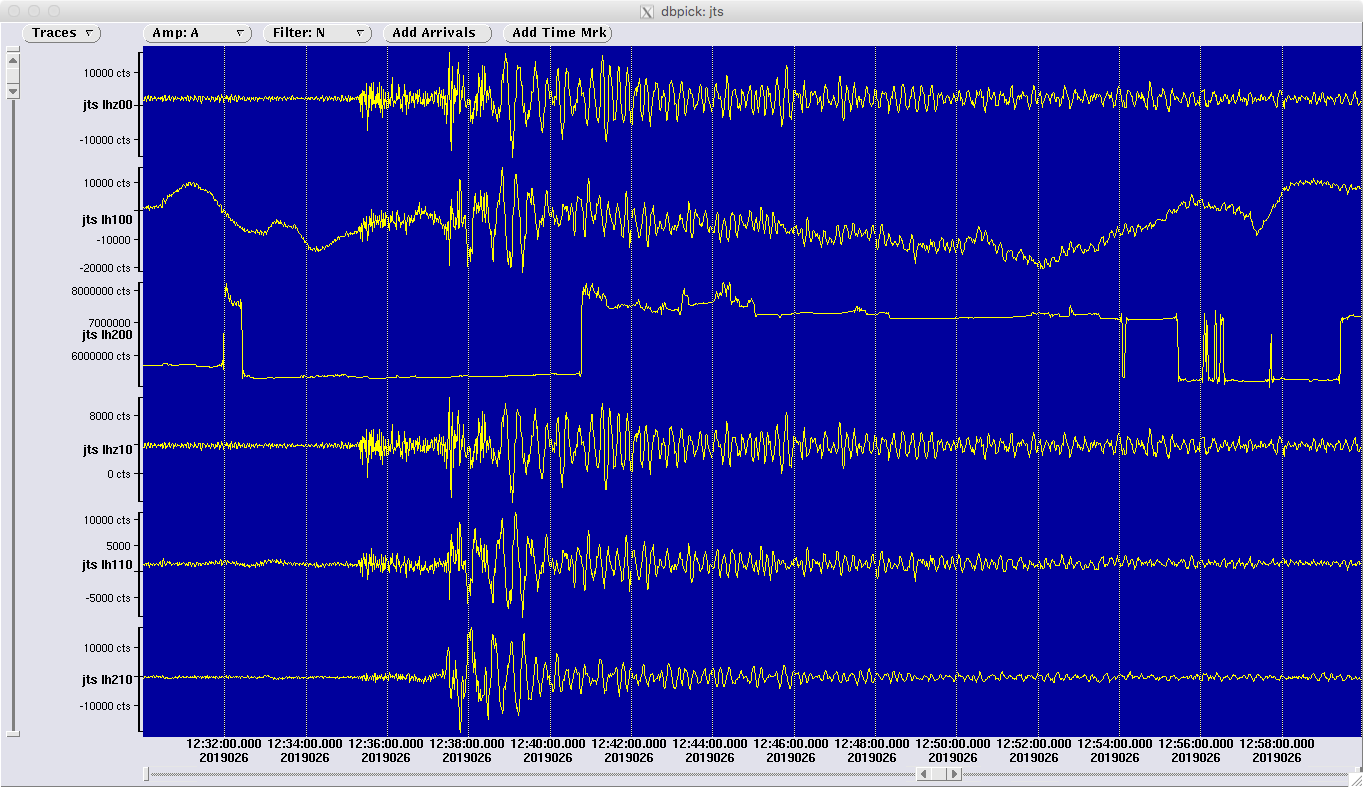 dbpick: jts
Traces Amp: A Filter: N Add Arrivals Add Time Mrk
10000 cts
jts lhz00
-10000 cts
10000 cts
jts lh100
-10000
-20000 cts
8000000 cts
7000000
jts lh200
6000000 cts
8000 cts
jts lhz10
0 cts
10000 cts
5000
jts lh110
-5000 cts
10000 cts
jts lh210
-10000 cts
12:32:00.000 12:34:00.000 12:36:00.000 12:38:00.000 12:40:00.000 12:42:00.000 12:44:00.000 12:46:00.000 12:48:00.000 12:50:00.000 12:52:00.000 12:54:00.000 12:56:00.000 12:58:00.000
2019026 2019026 2019026 2019026 2019026 2019026 2019026 2019026 2019026 2019026 2019026 2019026 2019026 2019026